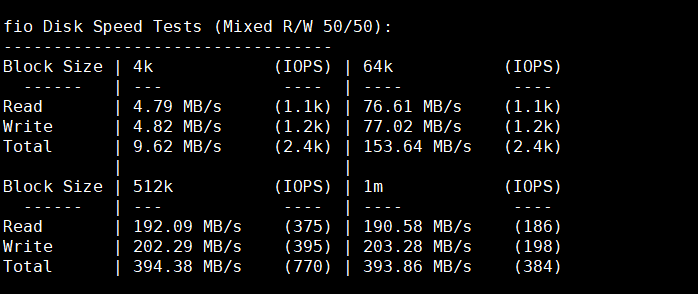 fio Disk Speed Tests (Mixed R/W 50/50):
---------------------------------
Block Size | 4k            (IOPS) | 64k           (IOPS)
  ------   | ---            ----  | ----           ----
Read       | 4.79 MB/s    (1.1k) | 76.61 MB/s    (1.1k)
Write      | 4.82 MB/s    (1.2k) | 77.02 MB/s    (1.2k)
Total      | 9.62 MB/s    (2.4k) | 153.64 MB/s   (2.4k)
           |                      |
Block Size | 512k          (IOPS) | 1m            (IOPS)
  ------   | ---            ----  | ----           ----
Read       | 192.09 MB/s    (375) | 190.58 MB/s    (186)
Write      | 202.29 MB/s    (395) | 203.28 MB/s    (198)
Total      | 394.38 MB/s    (770) | 393.86 MB/s    (384)